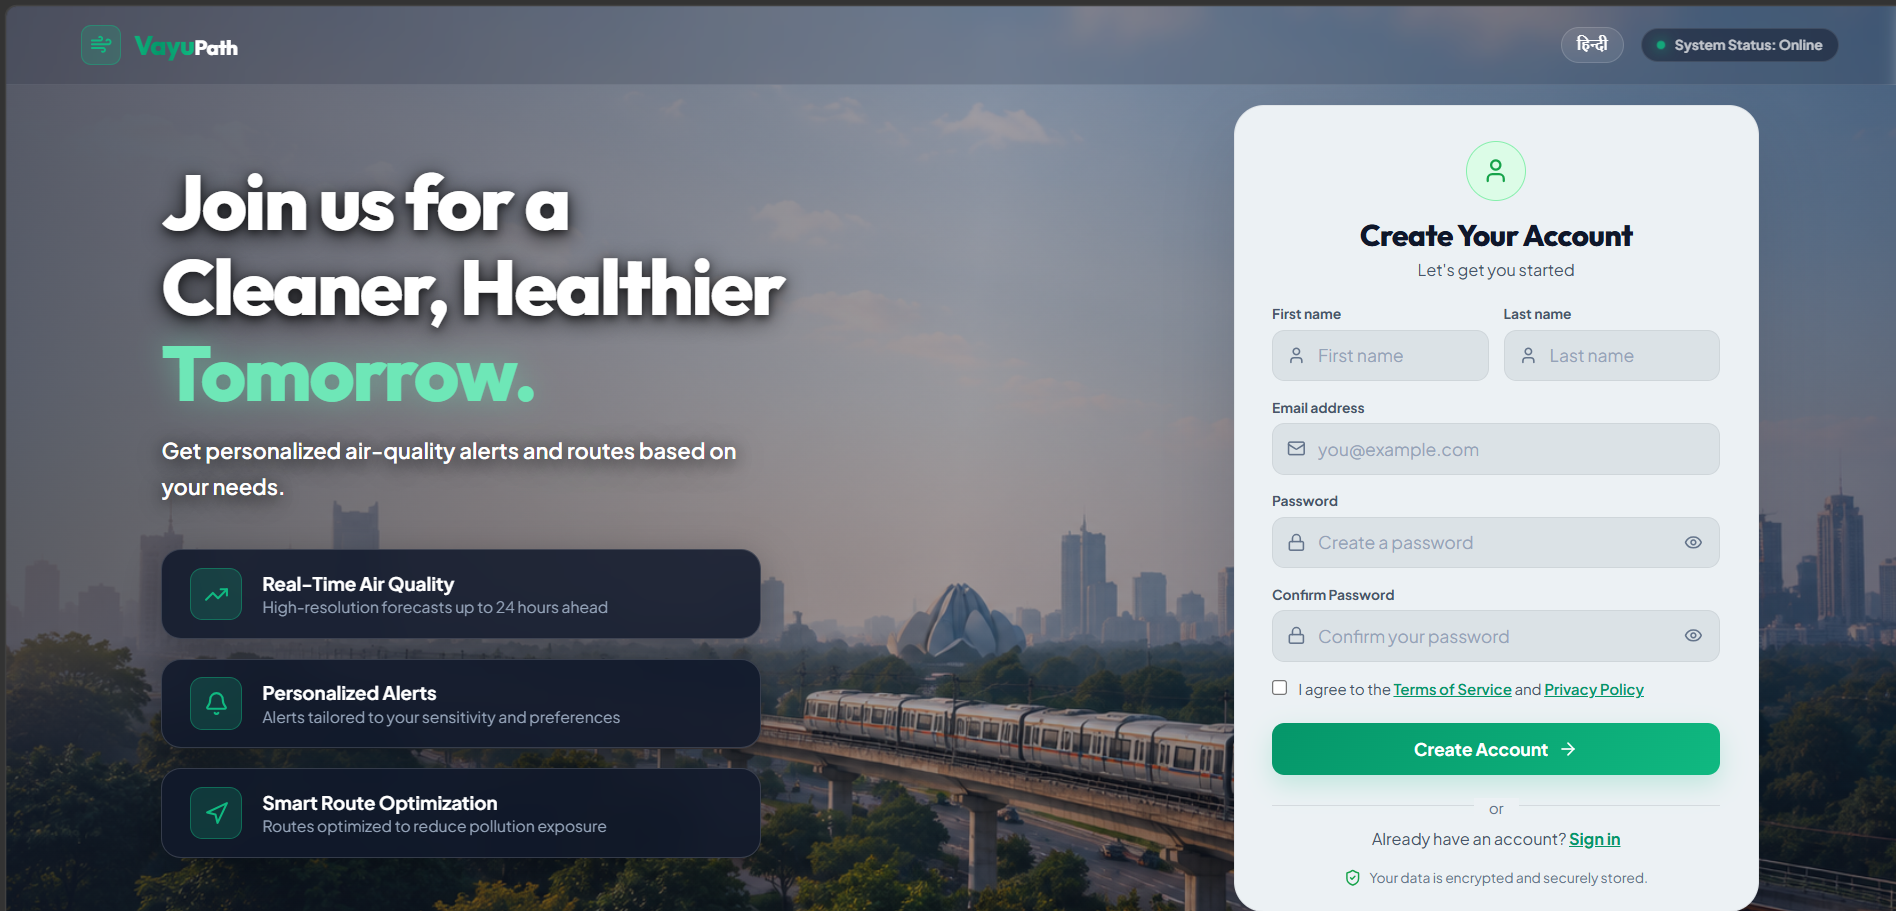 VayuPath
हिन्दी
System Status: Online
Join us for a
Cleaner, Healthier
Tomorrow.
Get personalized air-quality alerts and routes based on
your needs.
Real-Time Air Quality
High-resolution forecasts up to 24 hours ahead
Personalized Alerts
Alerts tailored to your sensitivity and preferences
Smart Route Optimization
Routes optimized to reduce pollution exposure
Create Your Account
Let's get you started
First name
Last name
First name
Last name
Email address
you@example.com
Password
Create a password
Confirm Password
Confirm your password
I agree to the Terms of Service and Privacy Policy
Create Account →
or
Already have an account? Sign in
Your data is encrypted and securely stored.